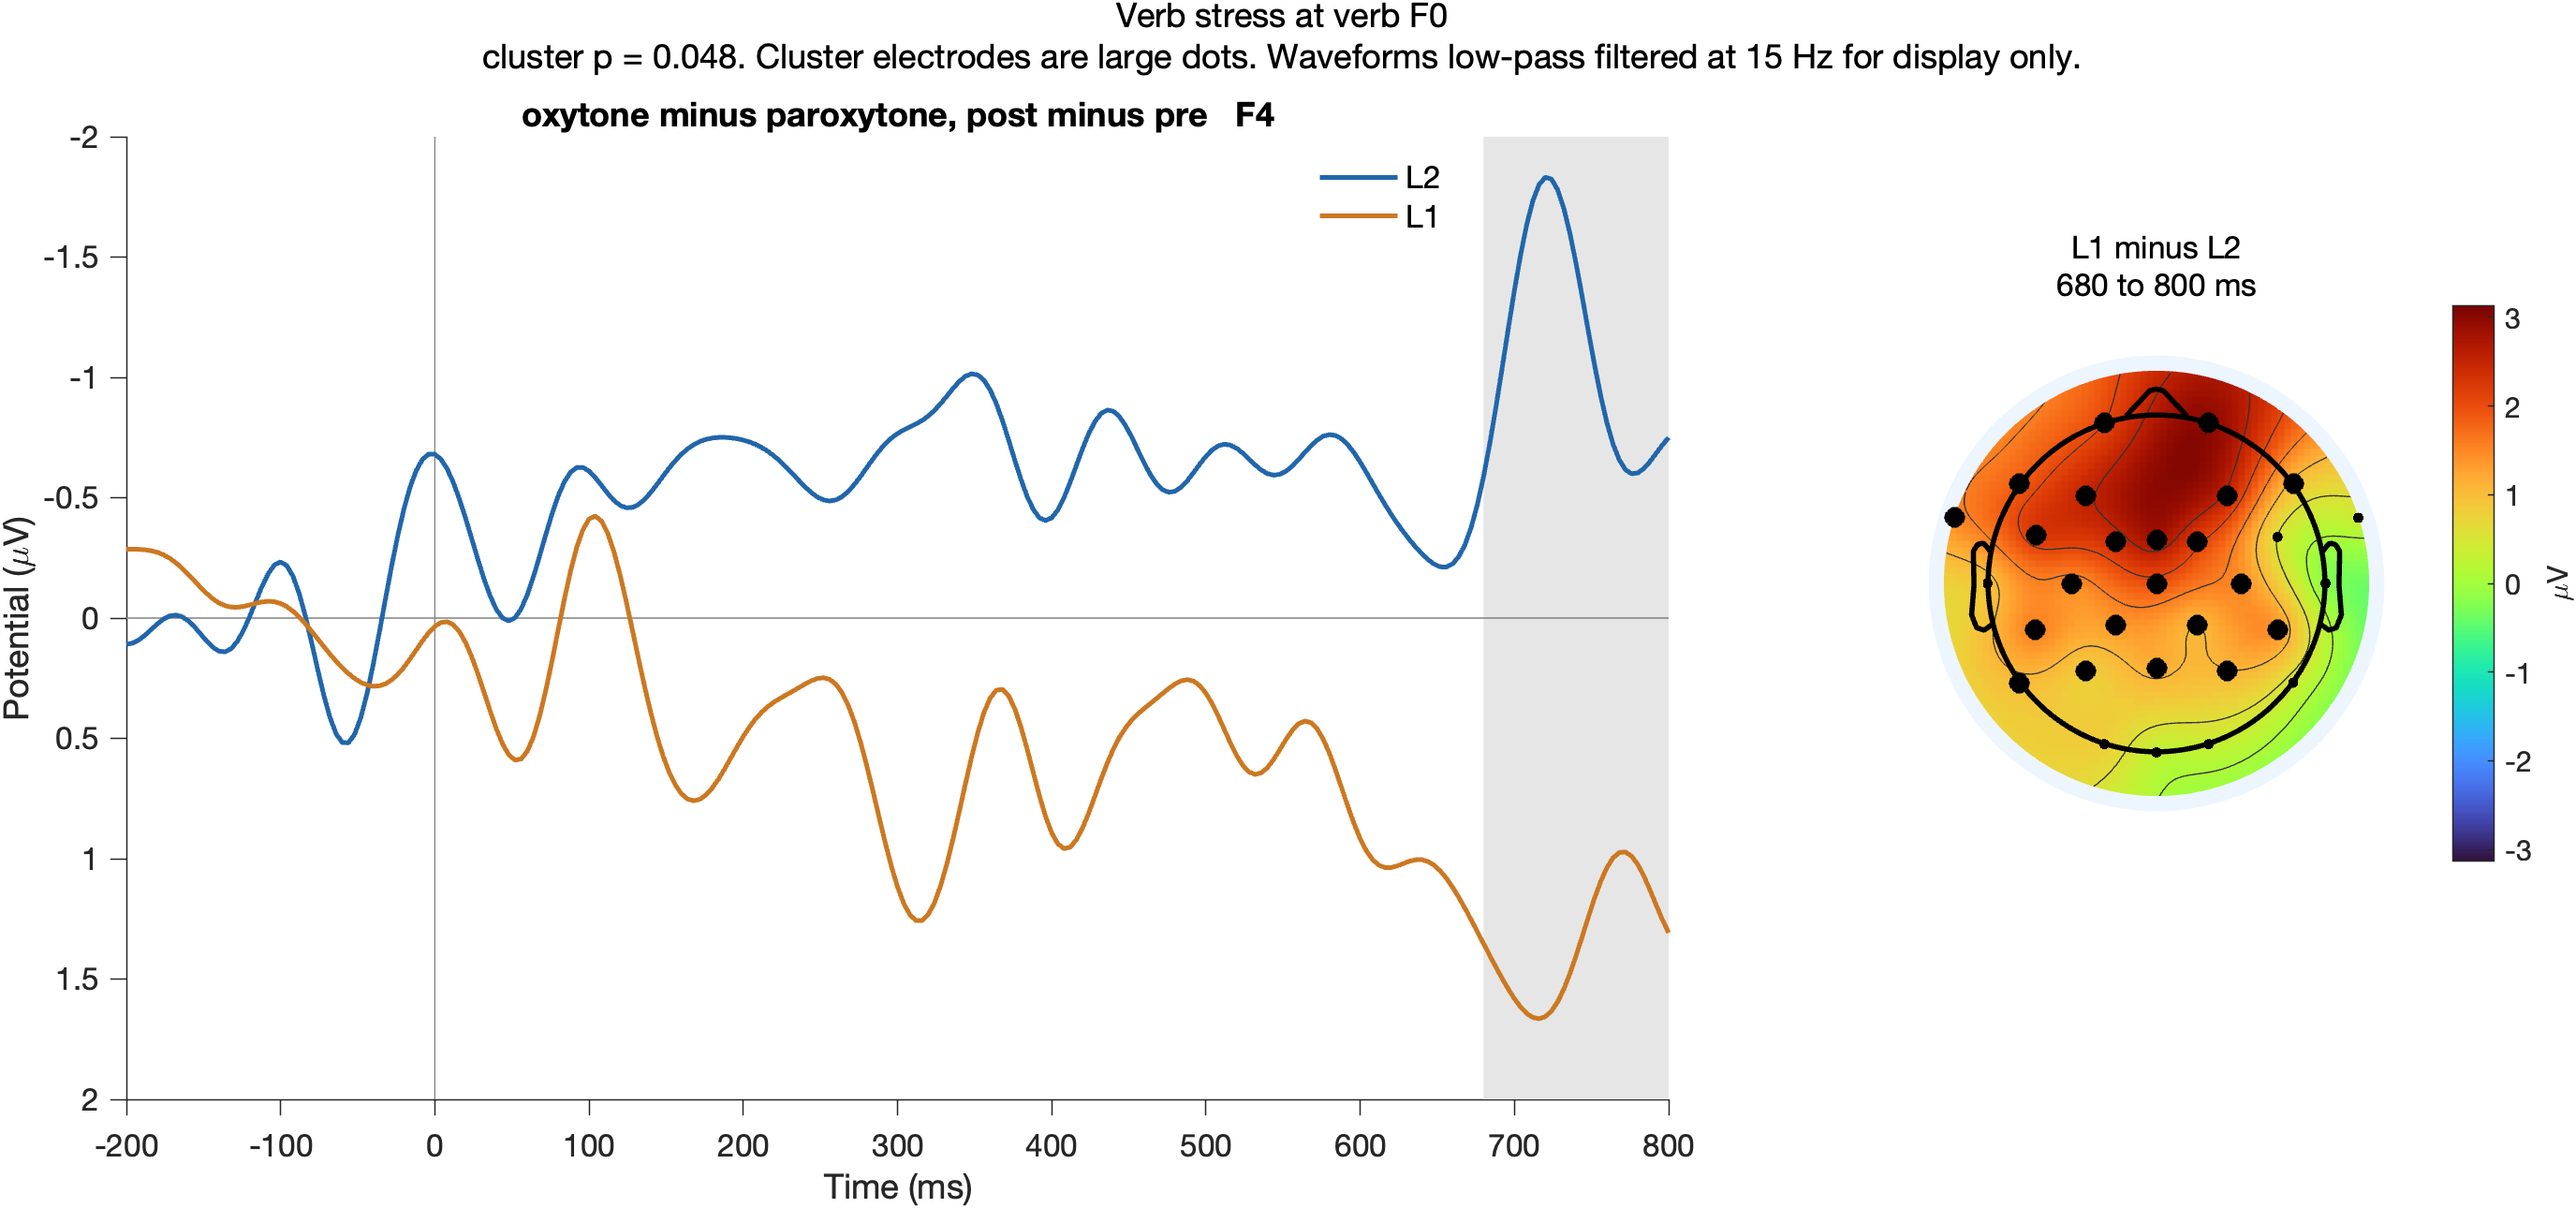 Verb stress at verb F0
cluster p = 0.048. Cluster electrodes are large dots. Waveforms low-pass filtered at 15 Hz for display only.
oxytone minus paroxytone, post minus pre F4
-2
-1.5
-1
-0.5
0
0.5
1
1.5
2
Potential (μV)
L2
L1
-200
-100
0
100
200
300
400
500
600
700
800
Time (ms)
L1 minus L2
680 to 800 ms
3
2
1
0
-1
-2
-3
μV